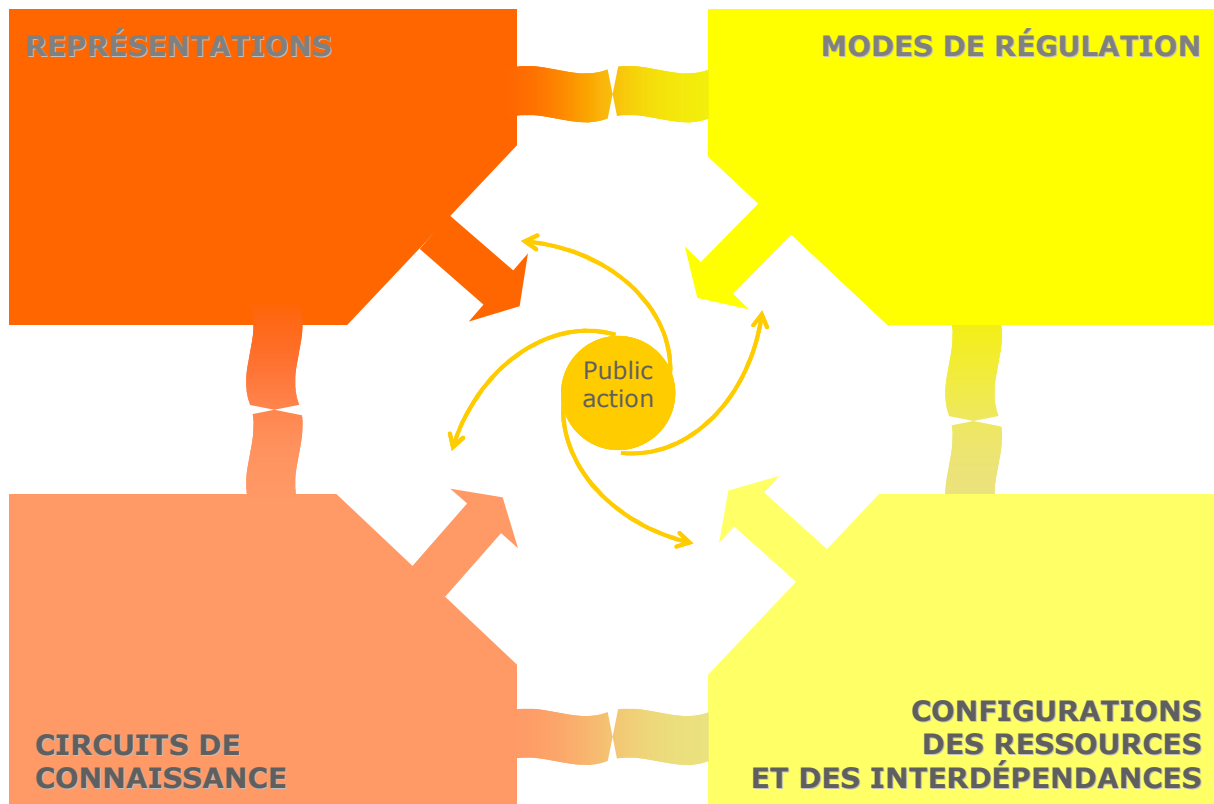 REPRÉSENTATIONS
MODES DE RÉGULATION
Public
action
CIRCUITS DE
CONNAISSANCE
CONFIGURATIONS
DES RESSOURCES
ET DES INTERDÉPENDANCES